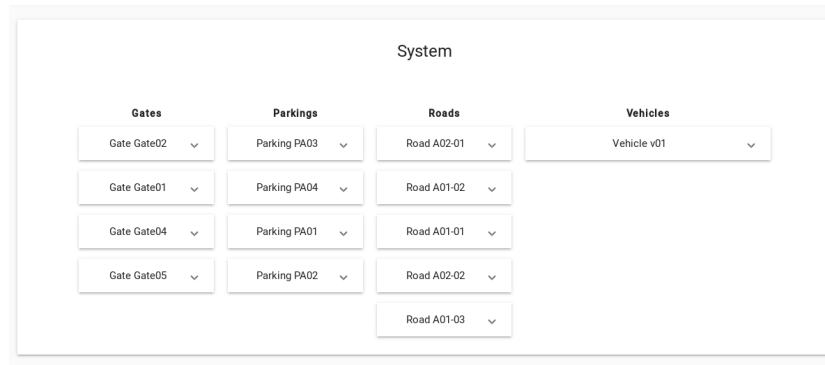 System
Gates Parkings Roads Vehicles
Gate Gate02 Parking PA03 Road A02-01 Vehicle v01
Gate Gate01 Parking PA04 Road A01-02
Gate Gate04 Parking PA01 Road A01-01
Gate Gate05 Parking PA02 Road A02-02
Road A01-03